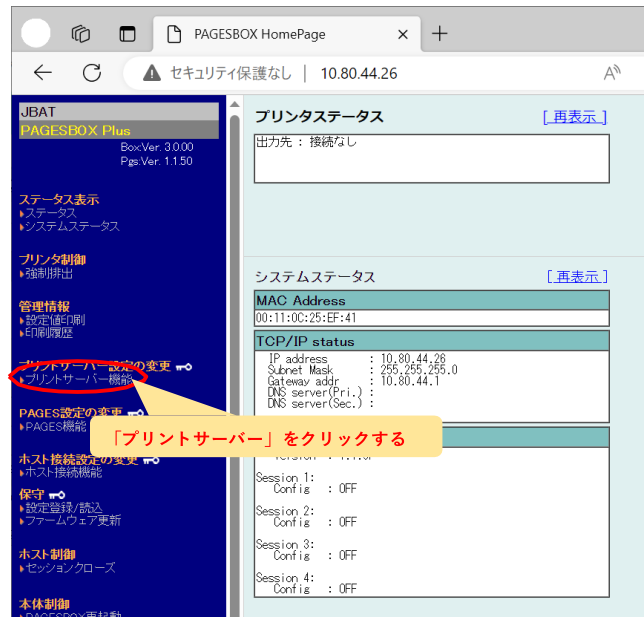 PAGESBOX HomePage
セキュリティ保護なし
10.80.44.26
JBAT
PAGESBOX Plus
Box:Ver. 3.0.00
Pgs:Ver. 1.1.50
ステータス表示
ステータス
システムステータス
プリンタ制御
強制排出
管理情報
設定値印刷
印刷履歴
プリントサーバー設定の変更
プリントサーバー機能
PAGES設定の変更
PAGES機能
ホスト接続設定の変更
ホスト接続機能
保守
設定登録/読込
ファームウェア更新
ホスト制御
セッションクローズ
本体制御
PAGESBOX再起動
プリンタステータス
[ 再表示 ]
出力先 : 接続なし
システムステータス
[ 再表示 ]
MAC Address
00:11:0C:25:EF:41
TCP/IP status
IP address : 10.80.44.26
Subnet Mask : 255.255.255.0
Gateway addr : 10.80.44.1
DNS server(Pri.) :
DNS server(Sec.) :
「プリントサーバー」をクリックする
Session 1:
Config : OFF
Session 2:
Config : OFF
Session 3:
Config : OFF
Session 4:
Config : OFF